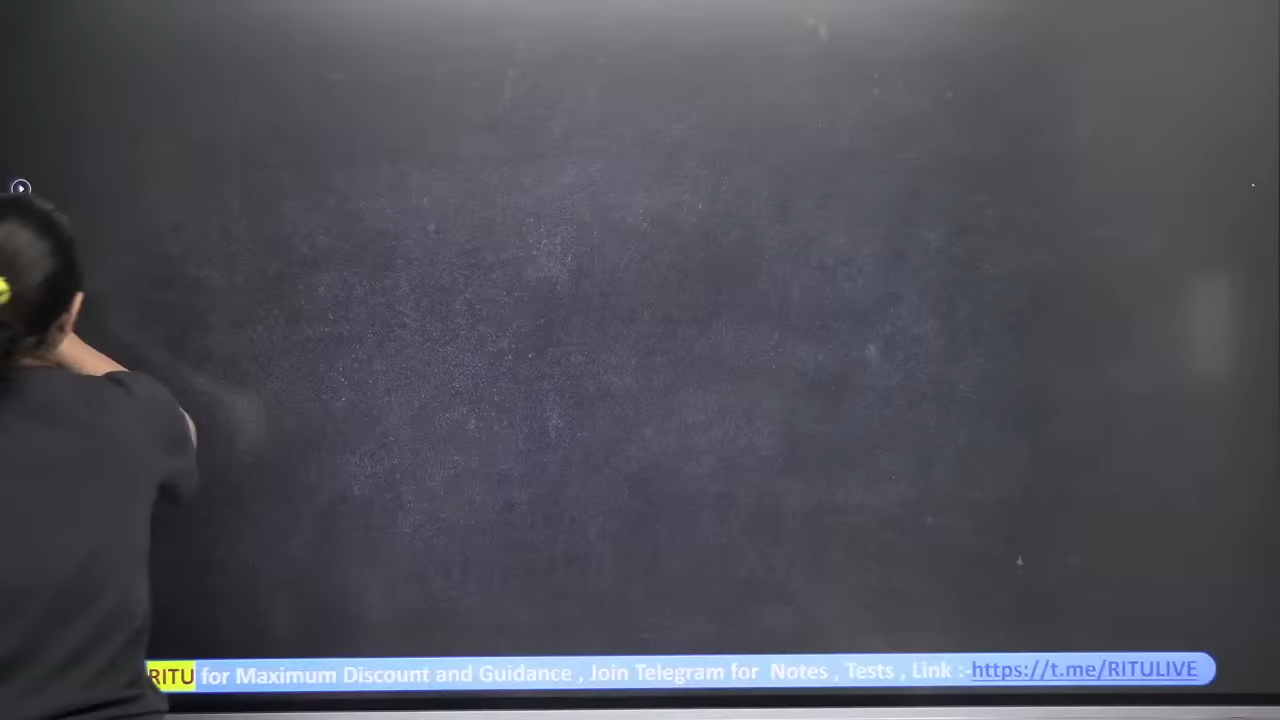 RITU for Maximum Discount and Guidance , Join Telegram for Notes , Tests , Link :-https://t.me/RITULIVE